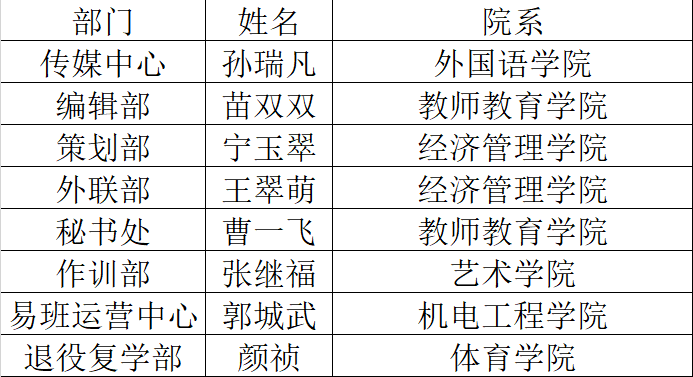 部门 姓名 院系
传媒中心 孙瑞凡 外国语学院
编辑部 苗双双 教师教育学院
策划部 宁玉翠 经济管理学院
外联部 王翠萌 经济管理学院
秘书处 曹一飞 教师教育学院
作训部 张继福 艺术学院
易班运营中心 郭城武 机电工程学院
退役复学部 颜祯 体育学院